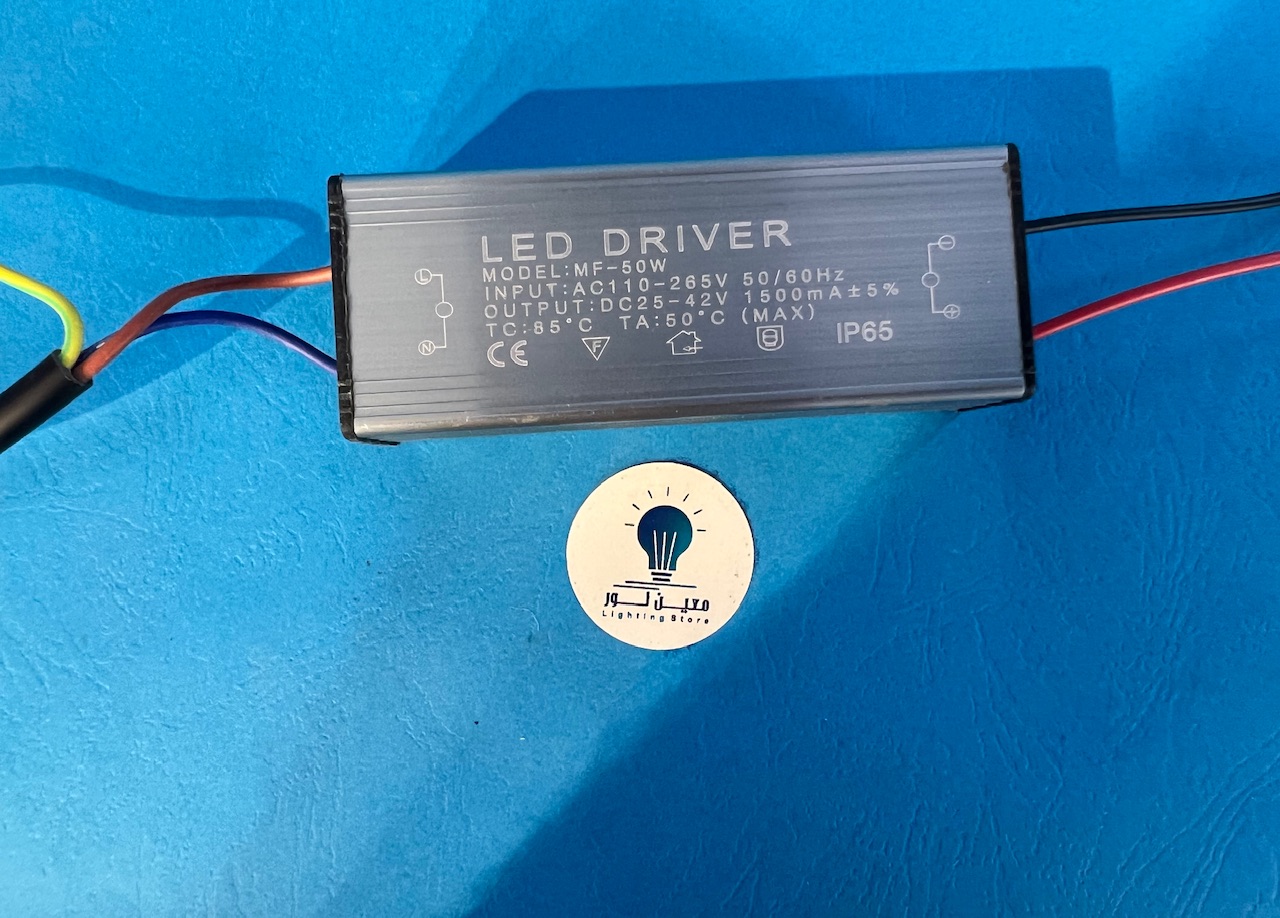 LED DRIVER
MODEL:MF-50W
INPUT:AC110-265V 50/60Hz
OUTPUT:DC25-42V 1500mA±5%
TC:85°C TA:50°C (MAX)
L
N
CE
F
IP65
معین نور
Lighting Store